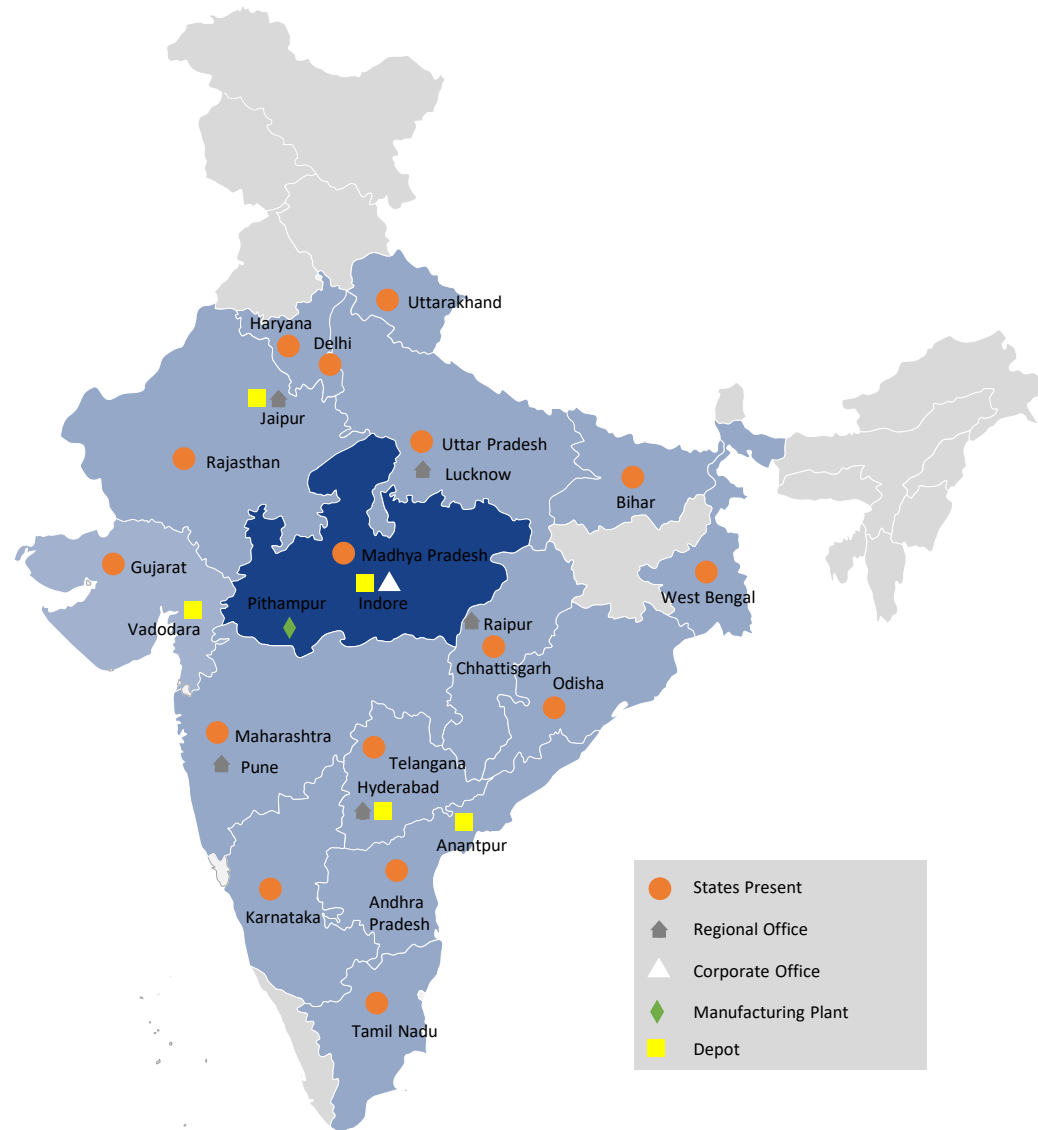 Uttarakhand
Haryana
Delhi
Jaipur
Uttar Pradesh
Rajasthan
Lucknow
Bihar
Madhya Pradesh
Gujarat
Indore
West Bengal
Pithampur
Vadodara
Raipur
Chhattisgarh
Odisha
Maharashtra
Telangana
Pune
Hyderabad
Anantpur
Andhra
Pradesh
Karnataka
Tamil Nadu
States Present
Regional Office
Corporate Office
Manufacturing Plant
Depot